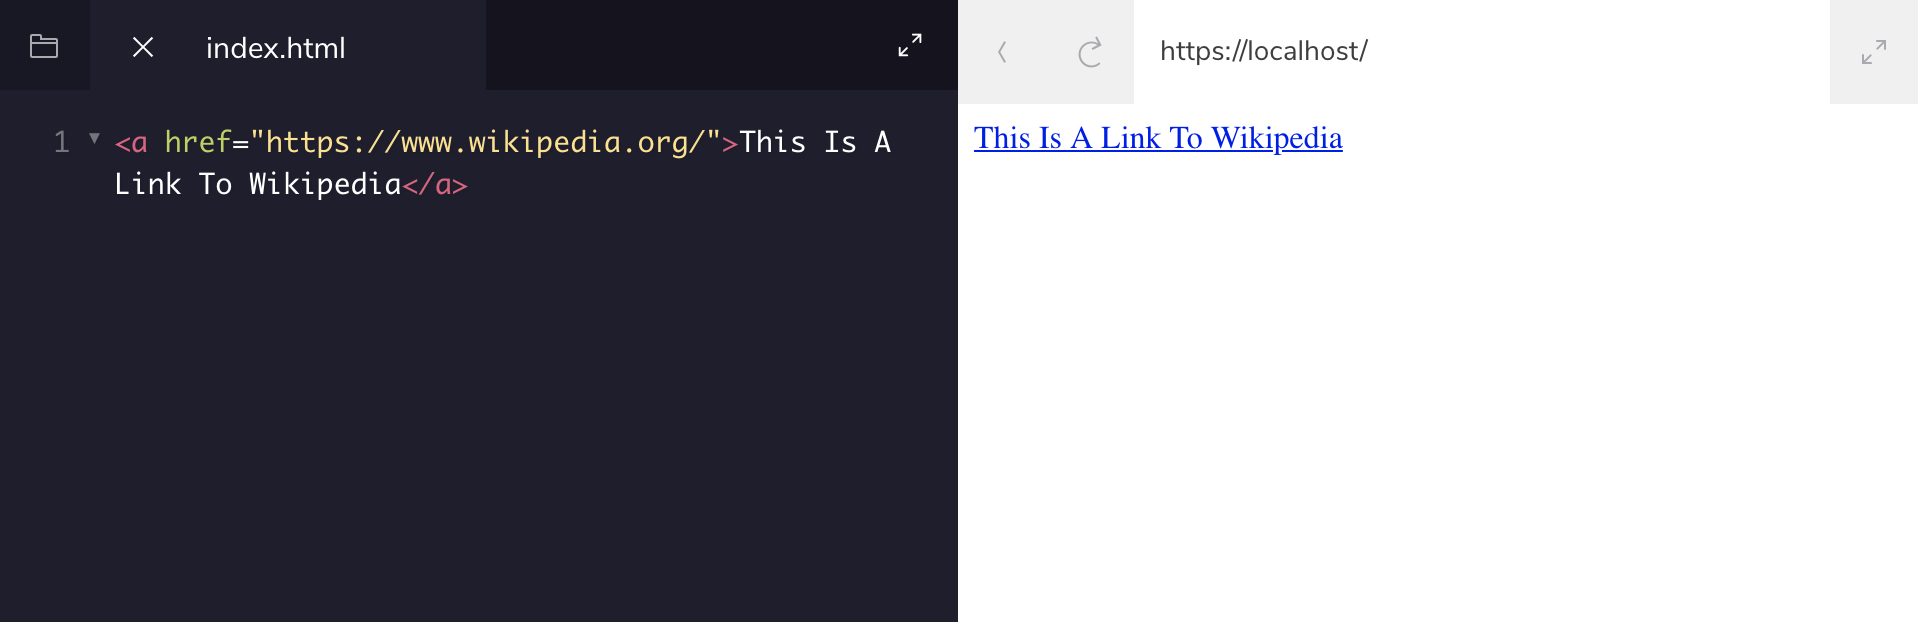 index.html
https://localhost/
1 <a href="https://www.wikipedia.org/">This Is A
Link To Wikipedia</a>
This Is A Link To Wikipedia